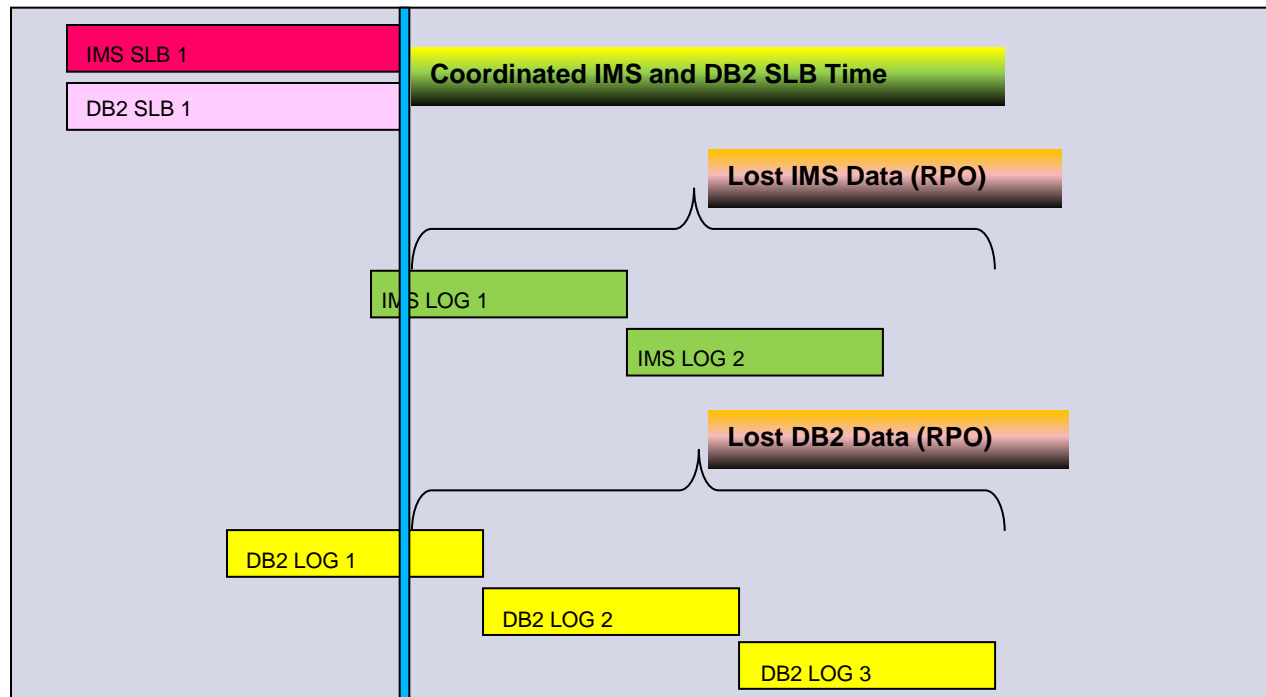 IMS SLB 1
Coordinated IMS and DB2 SLB Time
DB2 SLB 1
Lost IMS Data (RPO)
IMS LOG 1
IMS LOG 2
Lost DB2 Data (RPO)
DB2 LOG 1
DB2 LOG 2
DB2 LOG 3